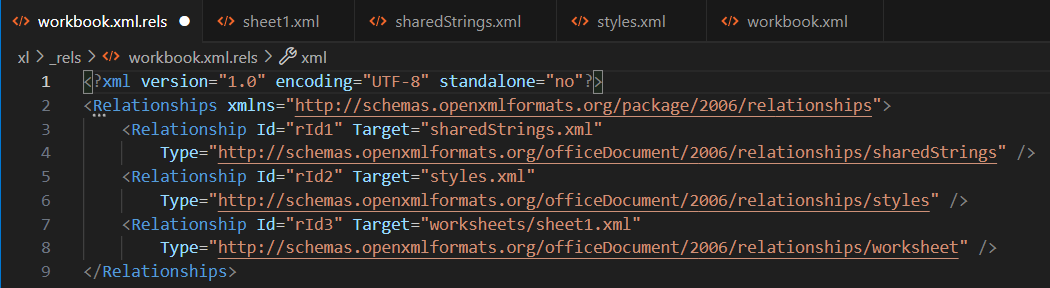 workbook.xml.rels ● sheet1.xml sharedStrings.xml styles.xml workbook.xml
xl > _rels > workbook.xml.rels > xml
1 <?xml version="1.0" encoding="UTF-8" standalone="no"?>
2 <Relationships xmlns="http://schemas.openxmlformats.org/package/2006/relationships">
3 <Relationship Id="rId1" Target="sharedStrings.xml"
4 Type="http://schemas.openxmlformats.org/officeDocument/2006/relationships/sharedStrings" />
5 <Relationship Id="rId2" Target="styles.xml"
6 Type="http://schemas.openxmlformats.org/officeDocument/2006/relationships/styles" />
7 <Relationship Id="rId3" Target="worksheets/sheet1.xml"
8 Type="http://schemas.openxmlformats.org/officeDocument/2006/relationships/worksheet" />
9 </Relationships>